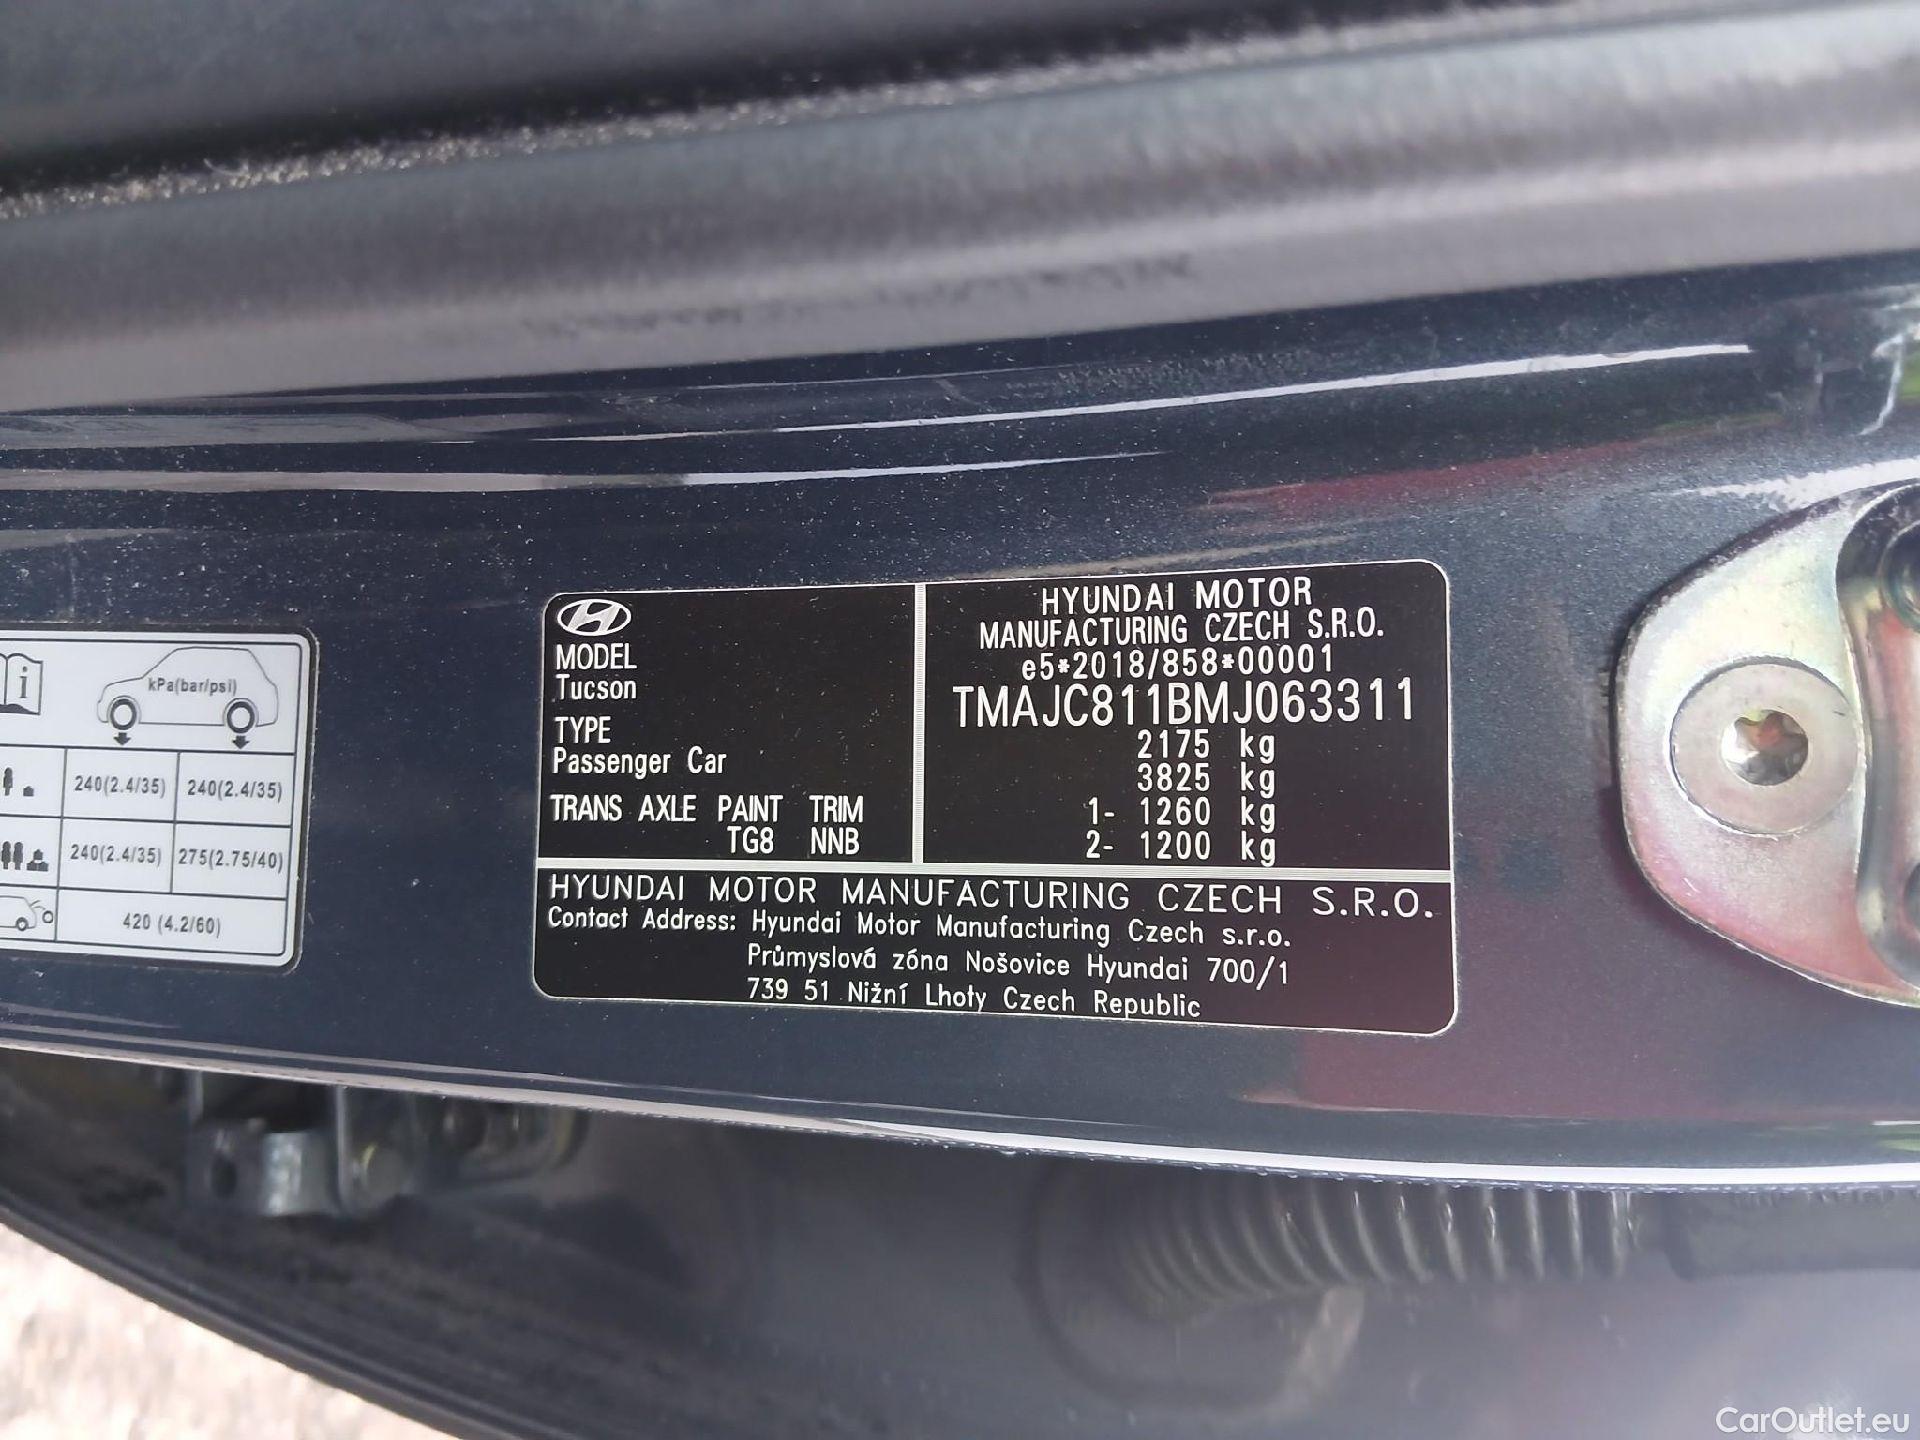 i
kPa(bar/psi)
240(2.4/35) 240(2.4/35)
240(2.4/35) 275(2.75/40)
420 (4.2/60)
MODEL
Tucson
TYPE
Passenger Car
TRANS AXLE PAINT TRIM
TG8 NNB
HYUNDAI MOTOR
MANUFACTURING CZECH S.R.O.
e5*2018/858*00001
TMAJC811BMJ063311
2175 kg
3825 kg
1- 1260 kg
2- 1200 kg
HYUNDAI MOTOR MANUFACTURING CZECH S.R.O.
Contact Address: Hyundai Motor Manufacturing Czech s.r.o.
Průmyslová zóna Nošovice Hyundai 700/1
739 51 Nižní Lhoty Czech Republic
CarOutlet.eu